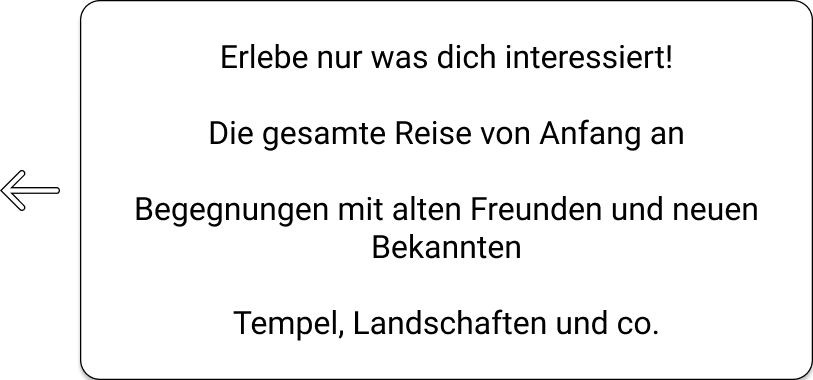 Erlebe nur was dich interessiert!
Die gesamte Reise von Anfang an
Begegnungen mit alten Freunden und neuen
Bekannten
Tempel, Landschaften und co.